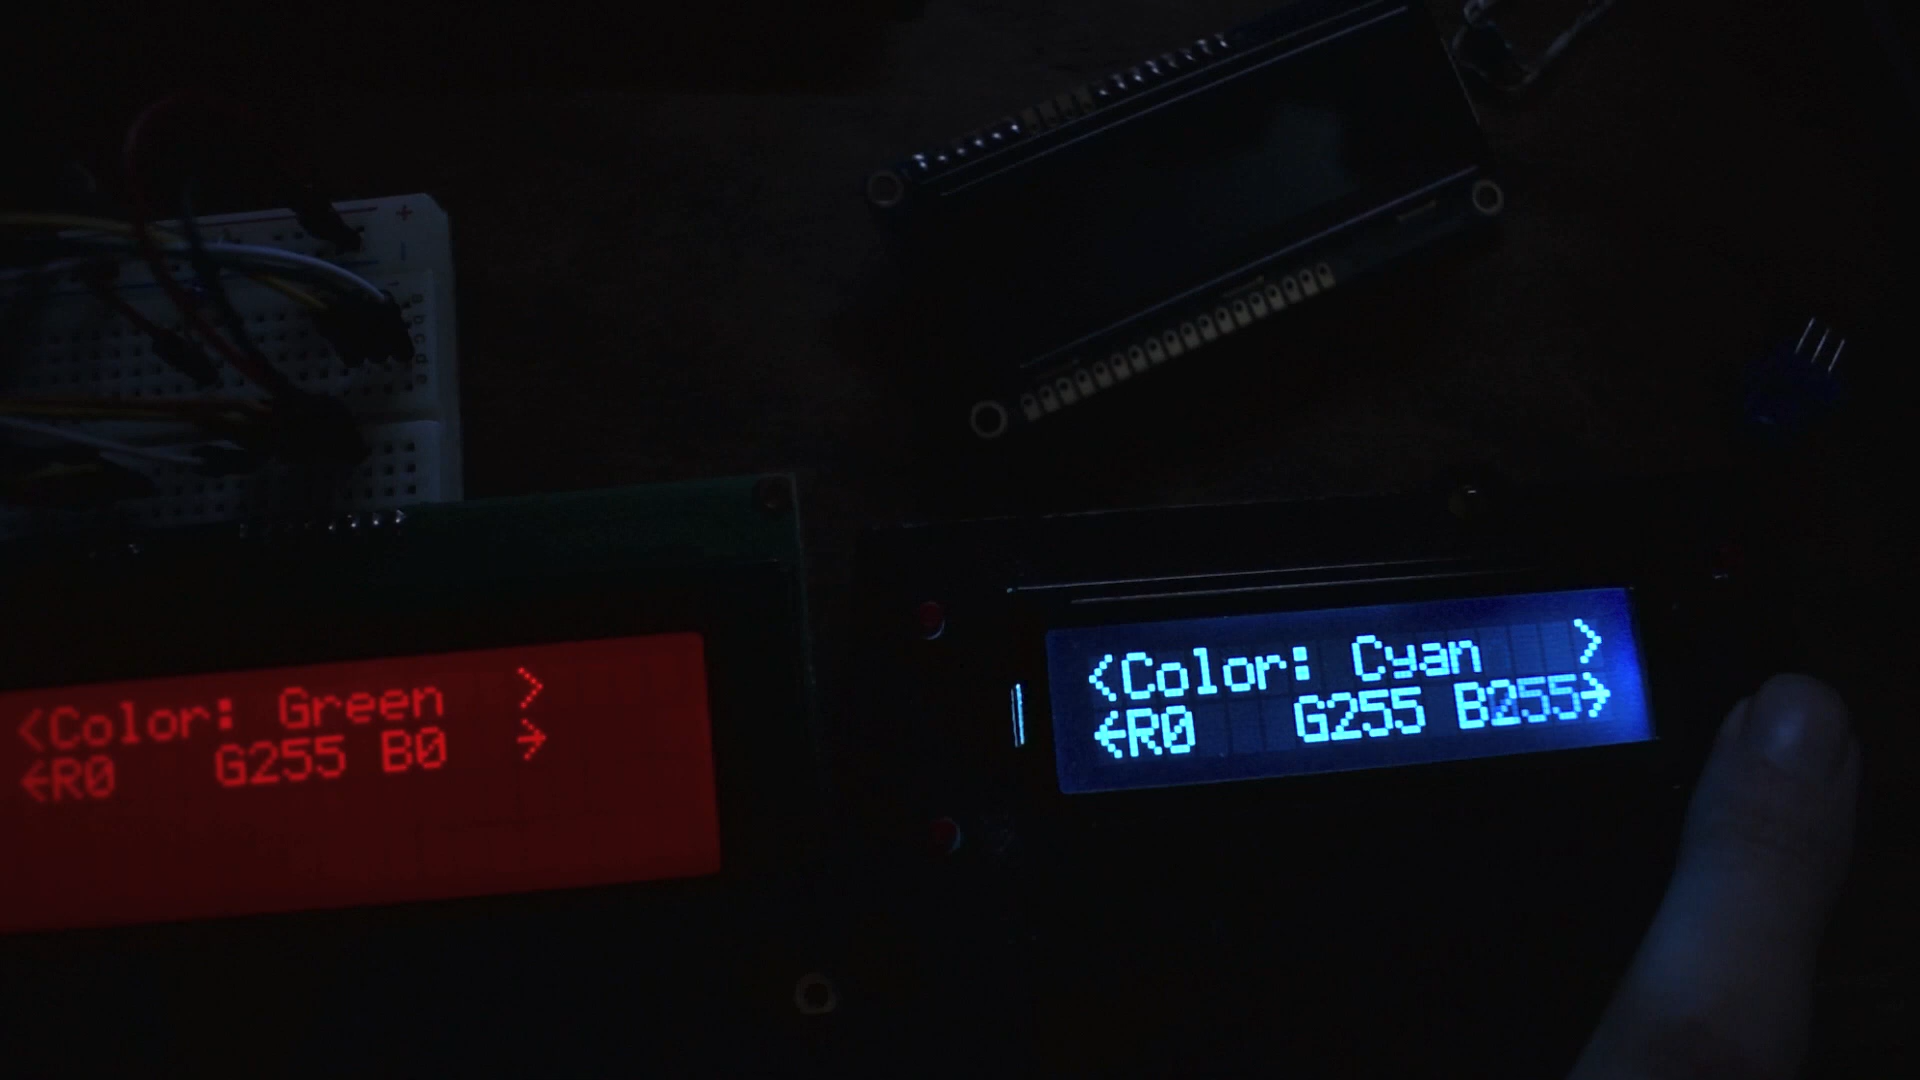 <Color: Green >
←R0 G255 B0 →
<Color: Cyan >
←R0 G255 B255→